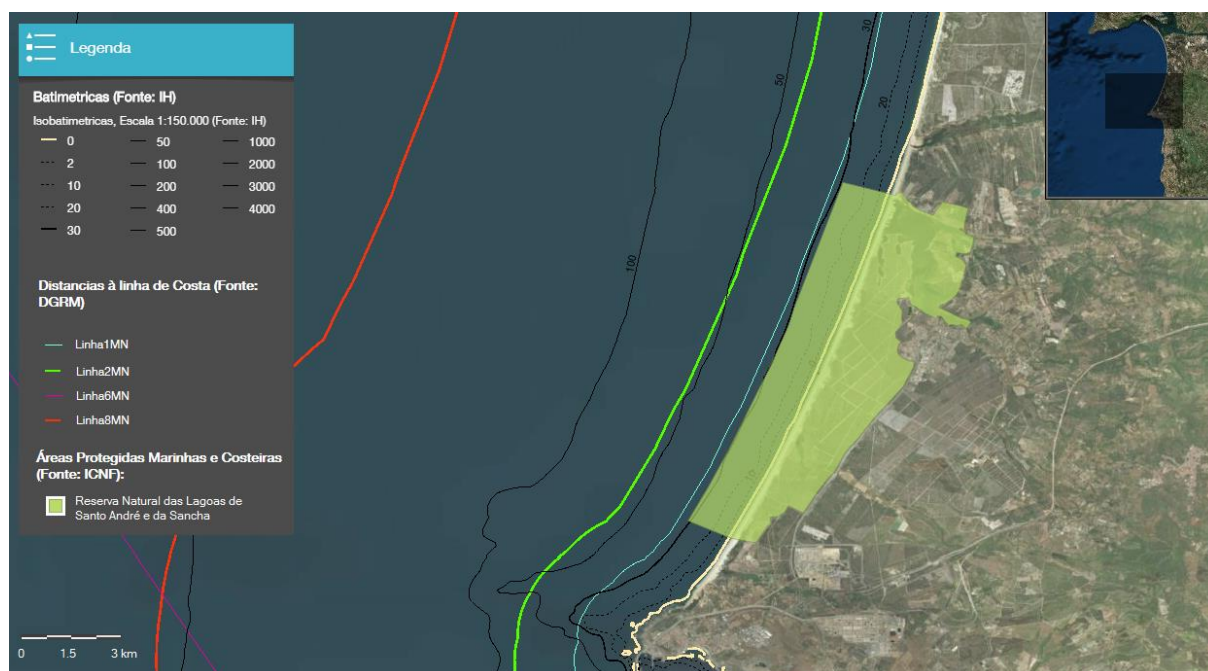 Legenda
Batimetricas (Fonte: IH)
Isobatimetricas, Escala 1:150.000 (Fonte: IH)
0 50 1000
2 100 2000
10 200 3000
20 400 4000
30 500
Distancias à linha de Costa (Fonte:
DGRM)
Linha1MN
Linha2MN
Linha6MN
Linha8MN
Áreas Protegidas Marinhas e Costeiras
(Fonte: ICNF):
Reserva Natural das Lagoas de
Santo André e da Sancha
0 1.5 3 km
100
50
30
20
10